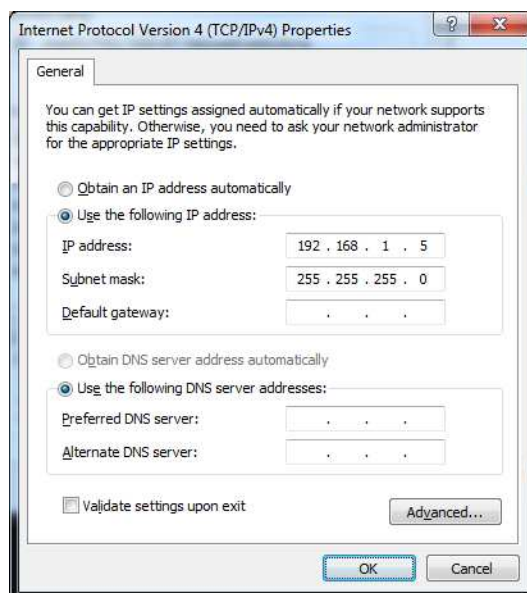 Internet Protocol Version 4 (TCP/IPv4) Properties
General
You can get IP settings assigned automatically if your network supports
this capability. Otherwise, you need to ask your network administrator
for the appropriate IP settings.
Obtain an IP address automatically
Use the following IP address:
IP address: 192 . 168 . 1 . 5
Subnet mask: 255 . 255 . 255 . 0
Default gateway: . . .
Obtain DNS server address automatically
Use the following DNS server addresses:
Preferred DNS server: . . .
Alternate DNS server: . . .
Validate settings upon exit
Advanced...
OK Cancel